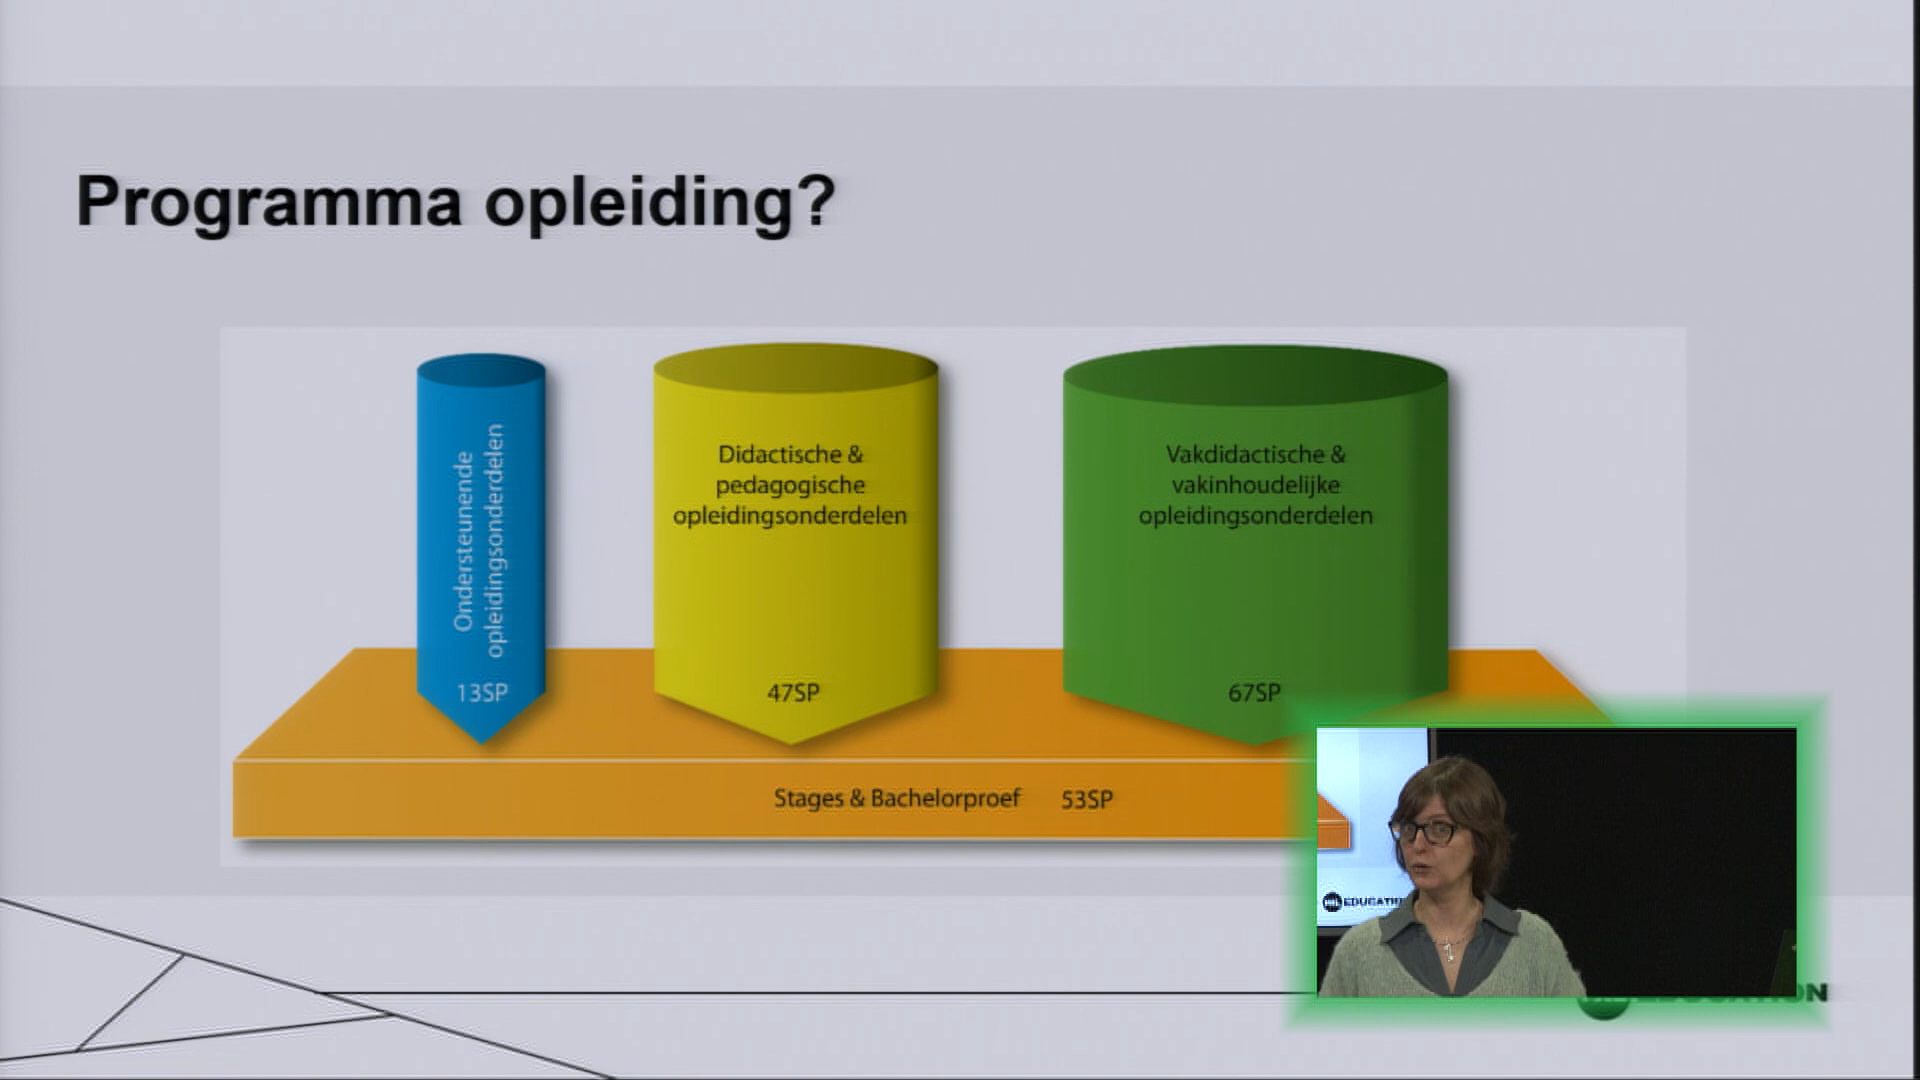 Programma opleiding?
Ondersteunende
opleidingsonderdelen
13SP
Didactische &
pedagogische
opleidingsonderdelen
47SP
Vakdidactische &
vakinhoudelijke
opleidingsonderdelen
67SP
Stages & Bachelorproef 53SP